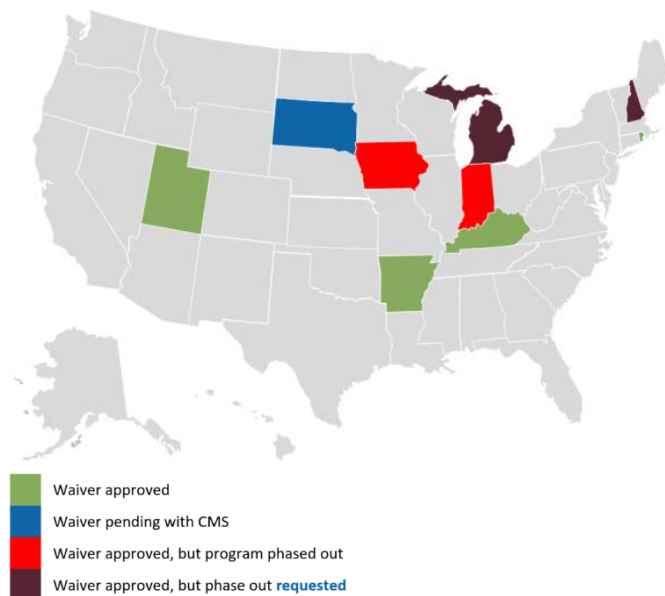 Waiver approved
Waiver pending with CMS
Waiver approved, but program phased out
Waiver approved, but phase out requested